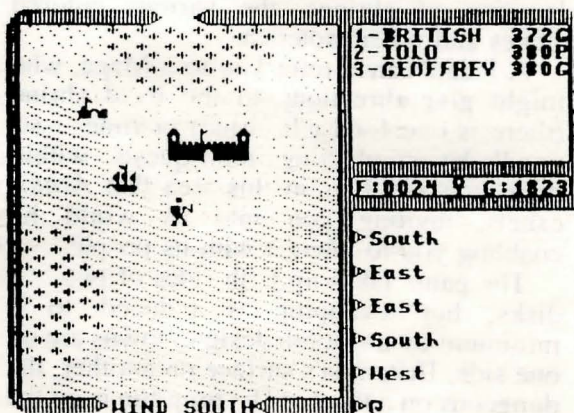 1-BRITISH 372G
2-IOLO 380P
3-GEOFFREY 380G
F:0024 ♀ G:1823
South
East
East
South
West
WIND SOUTH